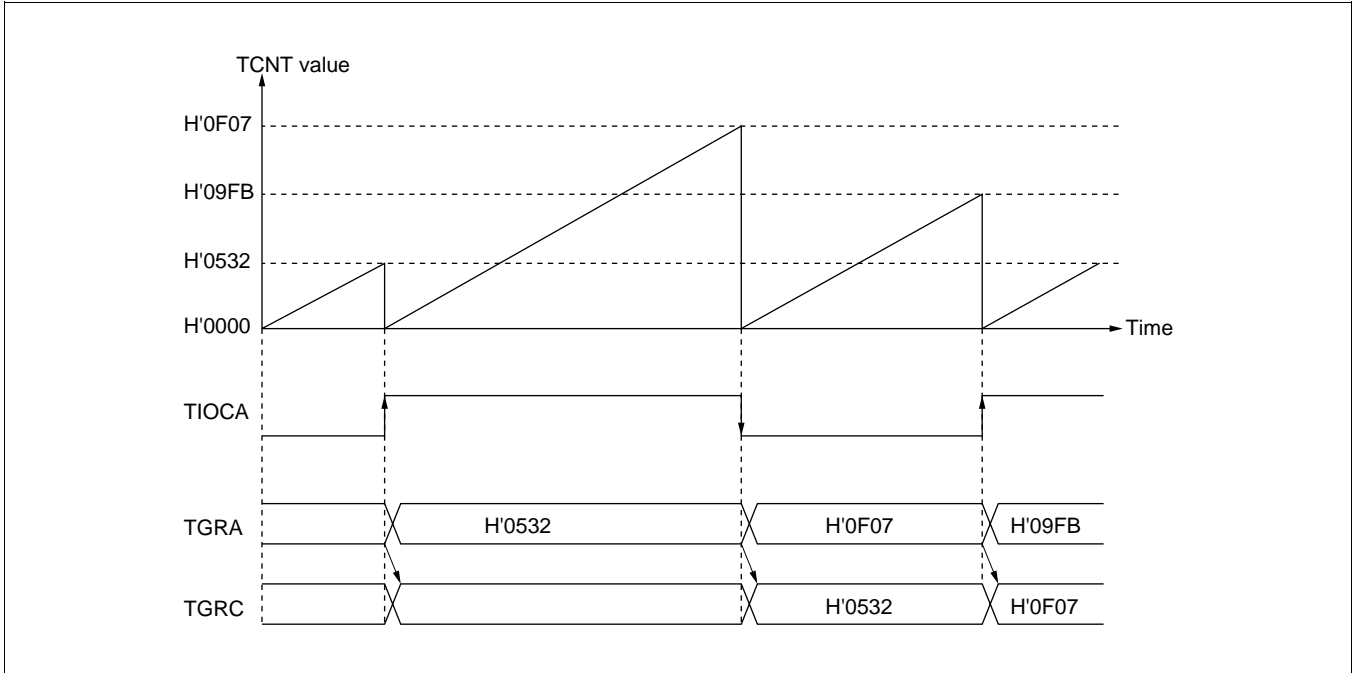 TCNT value
H'0F07
H'09FB
H'0532
H'0000
Time
TIOCA
TGRA H'0532 H'0F07 H'09FB
TGRC H'0532 H'0F07